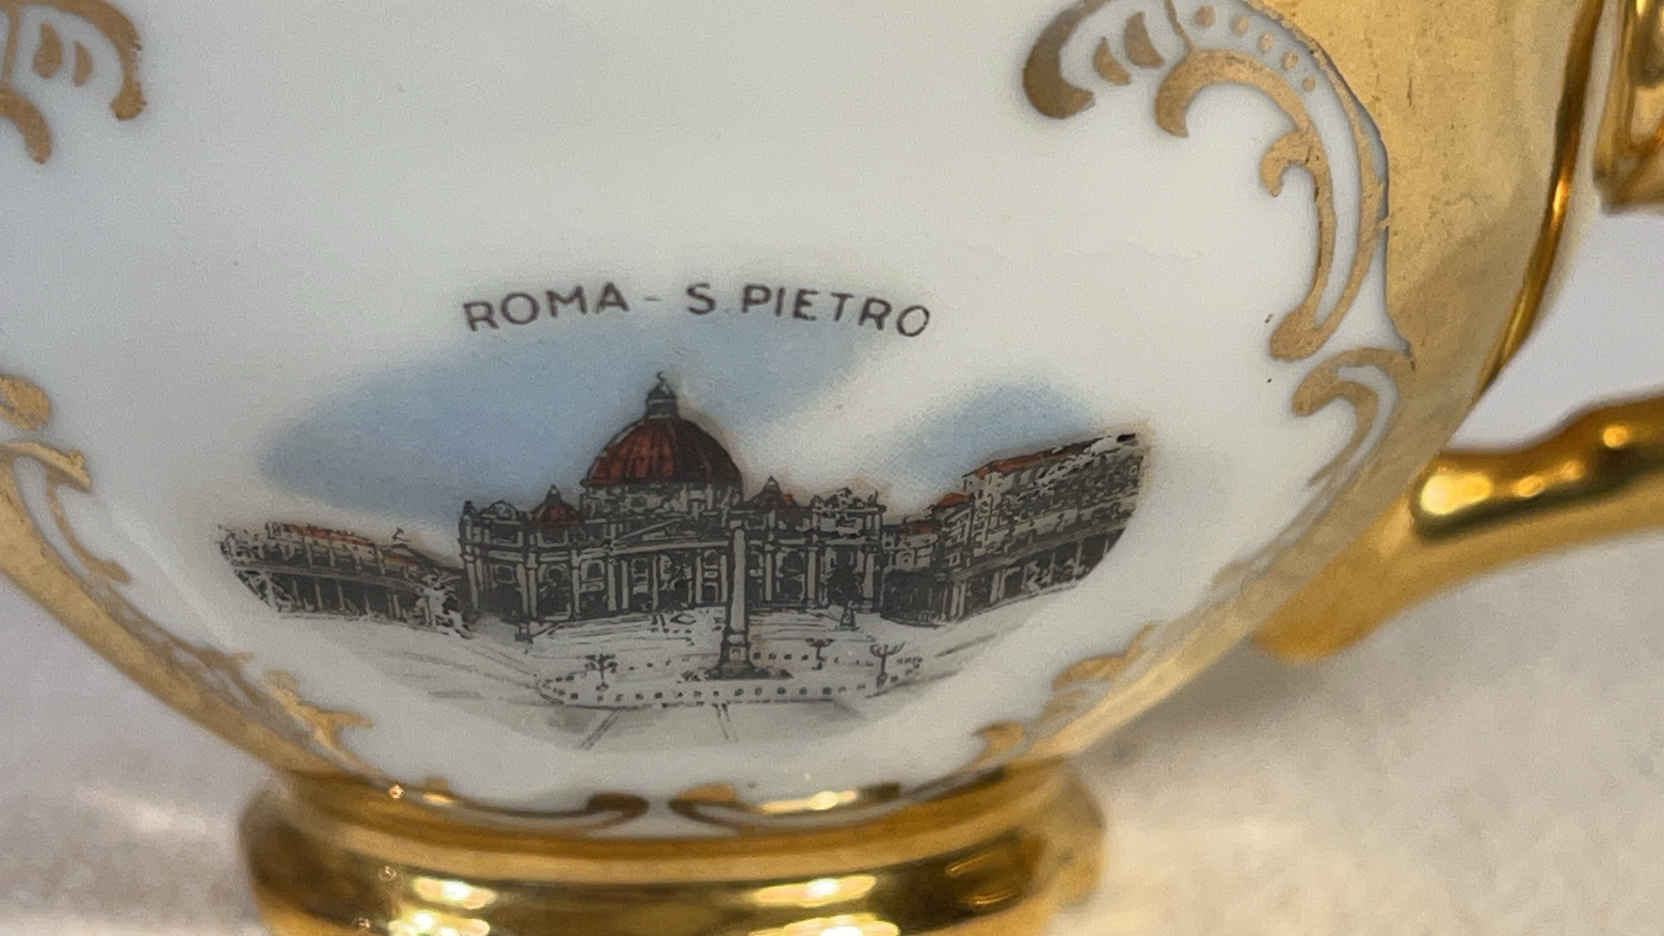 ROMA - S. PIETRO